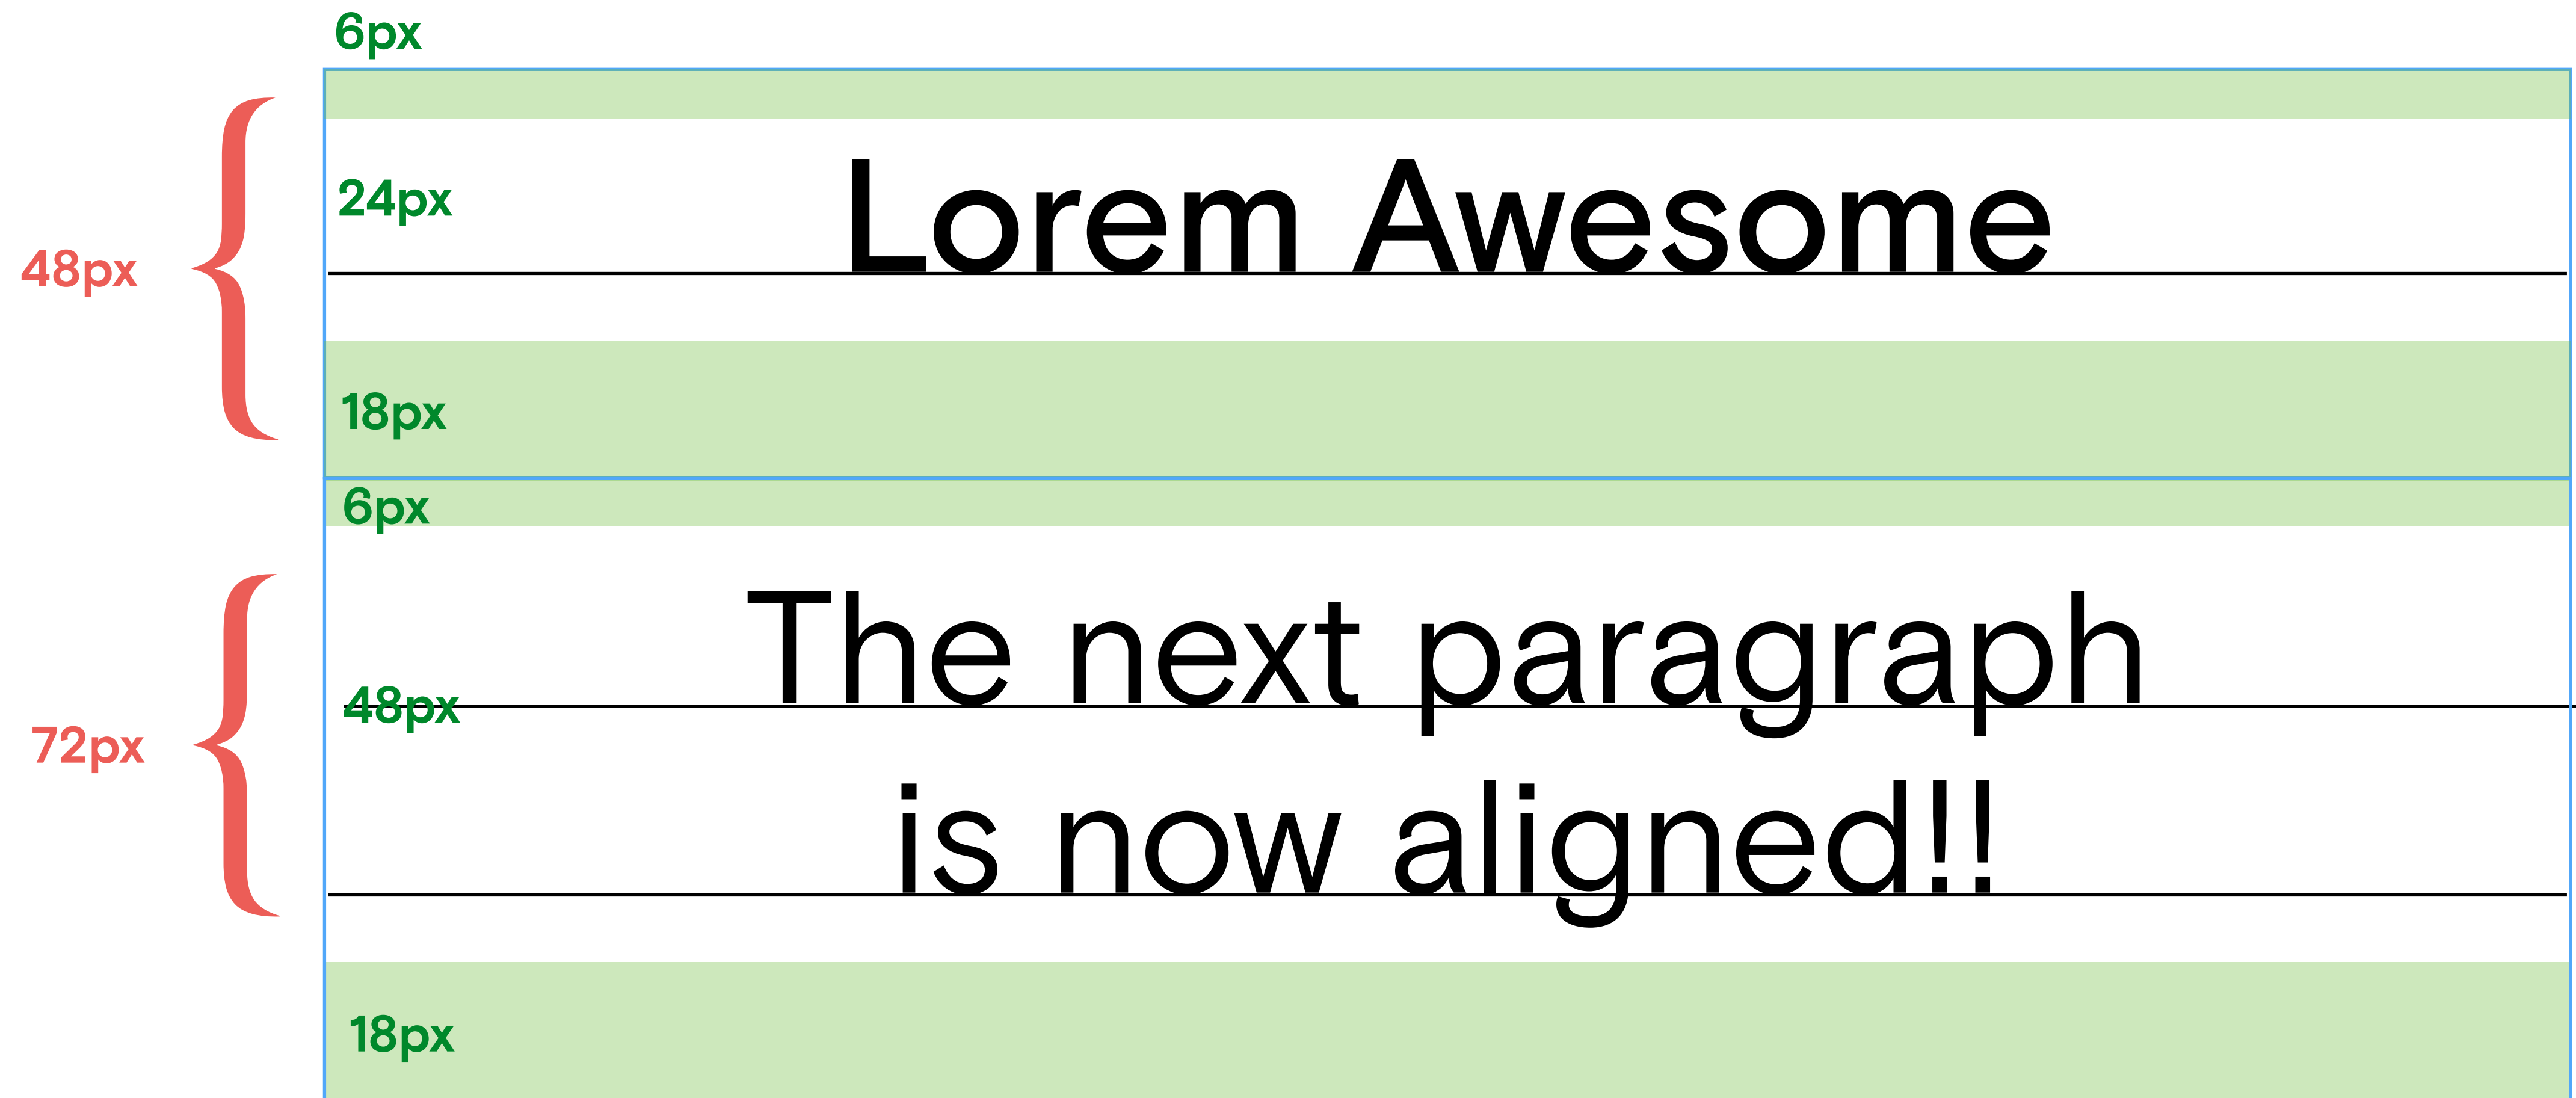 6px
24px
Lorem Awesome
48px
18px
6px
The next paragraph
48px
72px
is now aligned!!
18px